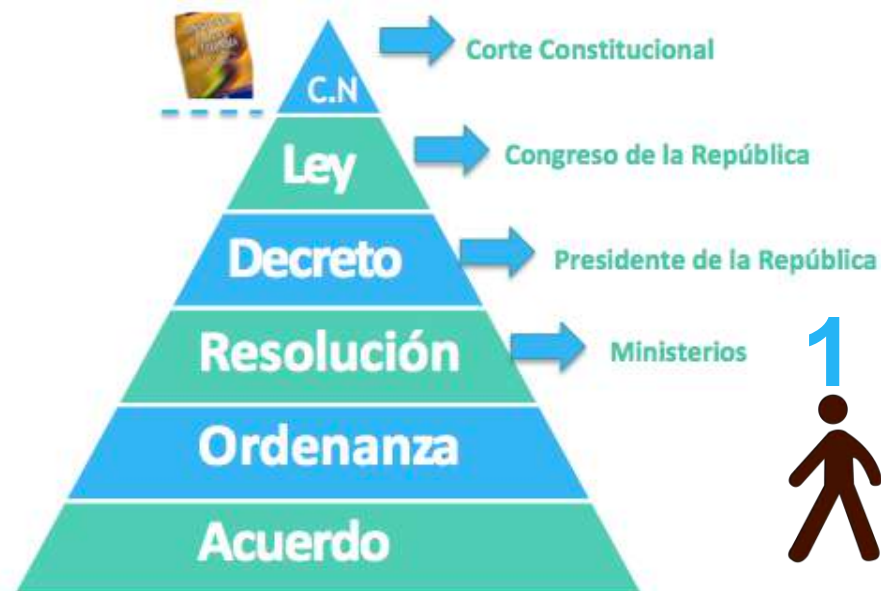 Corte Constitucional
C.N
Ley
Congreso de la República
Decreto
Presidente de la República
Resolución
Ministerios
1
Ordenanza
Acuerdo